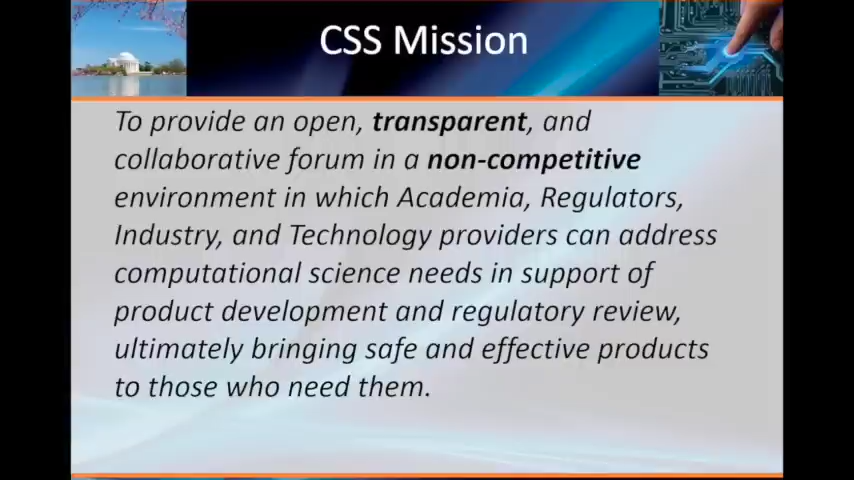 CSS Mission
To provide an open, transparent, and
collaborative forum in a non-competitive
environment in which Academia, Regulators,
Industry, and Technology providers can address
computational science needs in support of
product development and regulatory review,
ultimately bringing safe and effective products
to those who need them.